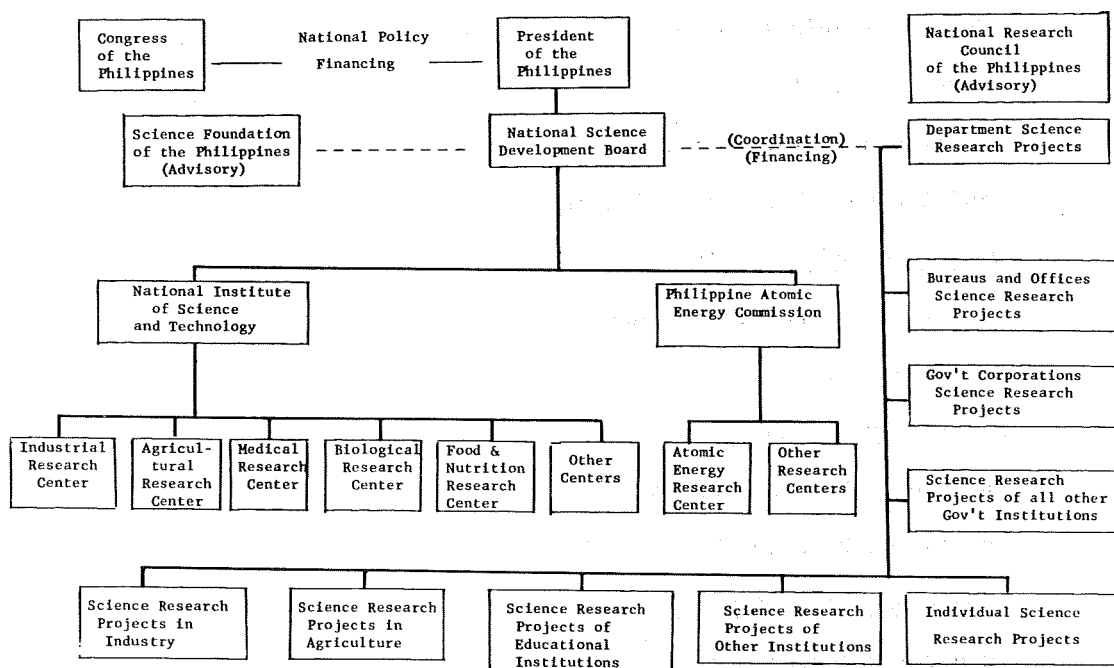 Congress
of the
Philippines
National Policy
Financing
President
of the
Philippines
National Research
Council
of the Philippines
(Advisory)
Science Foundation
of the Philippines
(Advisory)
National Science
Development Board
(Coordination)
(Financing)
Department Science
Research Projects
National Institute
of Science
and Technology
Philippine Atomic
Energy Commission
Bureaus and Offices
Science Research
Projects
Gov't Corporations
Science Research
Projects
Industrial
Research
Center
Agricul-
tural
Research
Center
Medical
Research
Center
Biological
Research
Center
Food &
Nutrition
Research
Center
Other
Centers
Atomic
Energy
Research
Center
Other
Research
Centers
Science Research
Projects of all other
Gov't Institutions
Science Research
Projects in
Industry
Science Research
Projects in
Agriculture
Science Research
Projects of
Educational
Institutions
Science Research
Projects of
Other Institutions
Individual Science
Research Projects